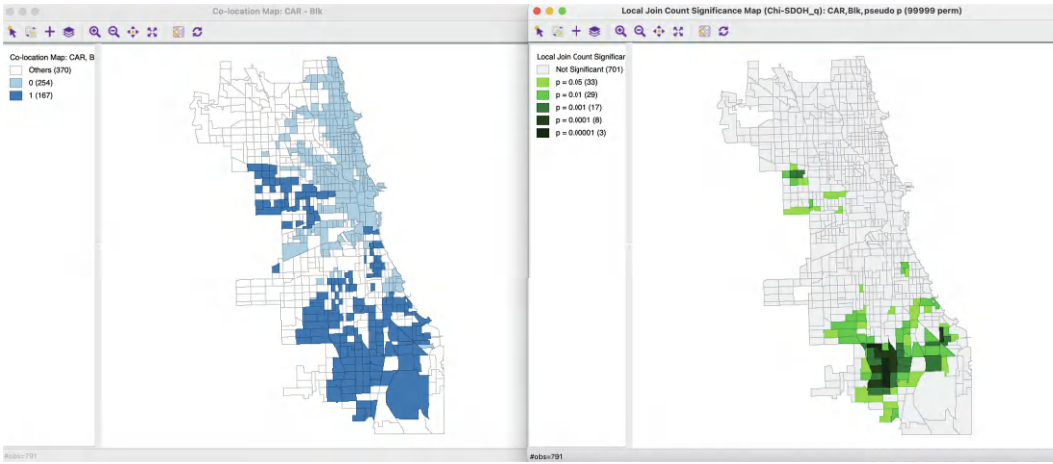 Co-location Map: CAR - Blk
Co-location Map: CAR, B
Others (370)
0 (254)
1 (167)
#obs=791
Local Join Count Significance Map (Chi-SDOH_q): CAR,Blk, pseudo p (99999 perm)
Local Join Count Significar
Not Significant (701)
p = 0.05 (33)
p = 0.01 (29)
p = 0.001 (17)
p = 0.0001 (8)
p = 0.00001 (3)
#obs=791